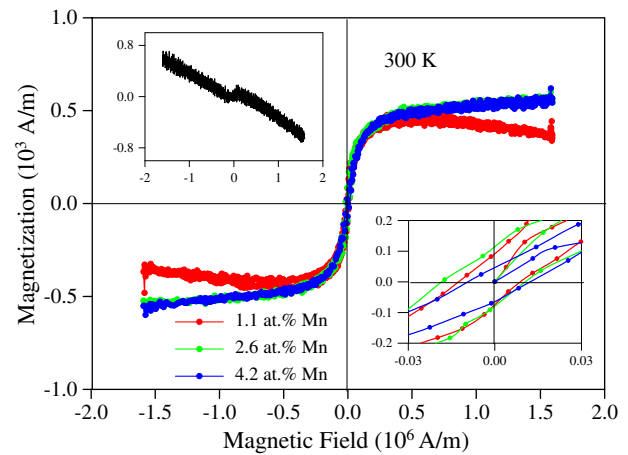 1.0
0.5
0.0
-0.5
-1.0
Magnetization (10³ A/m)
-2.0 -1.5 -1.0 -0.5 0.0 0.5 1.0 1.5 2.0
Magnetic Field (10⁶ A/m)
300 K
0.8
0.0
-0.8
-2 -1 0 1 2
1.1 at.% Mn
2.6 at.% Mn
4.2 at.% Mn
0.2
0.1
0.0
-0.1
-0.2
-0.03 0.00 0.03